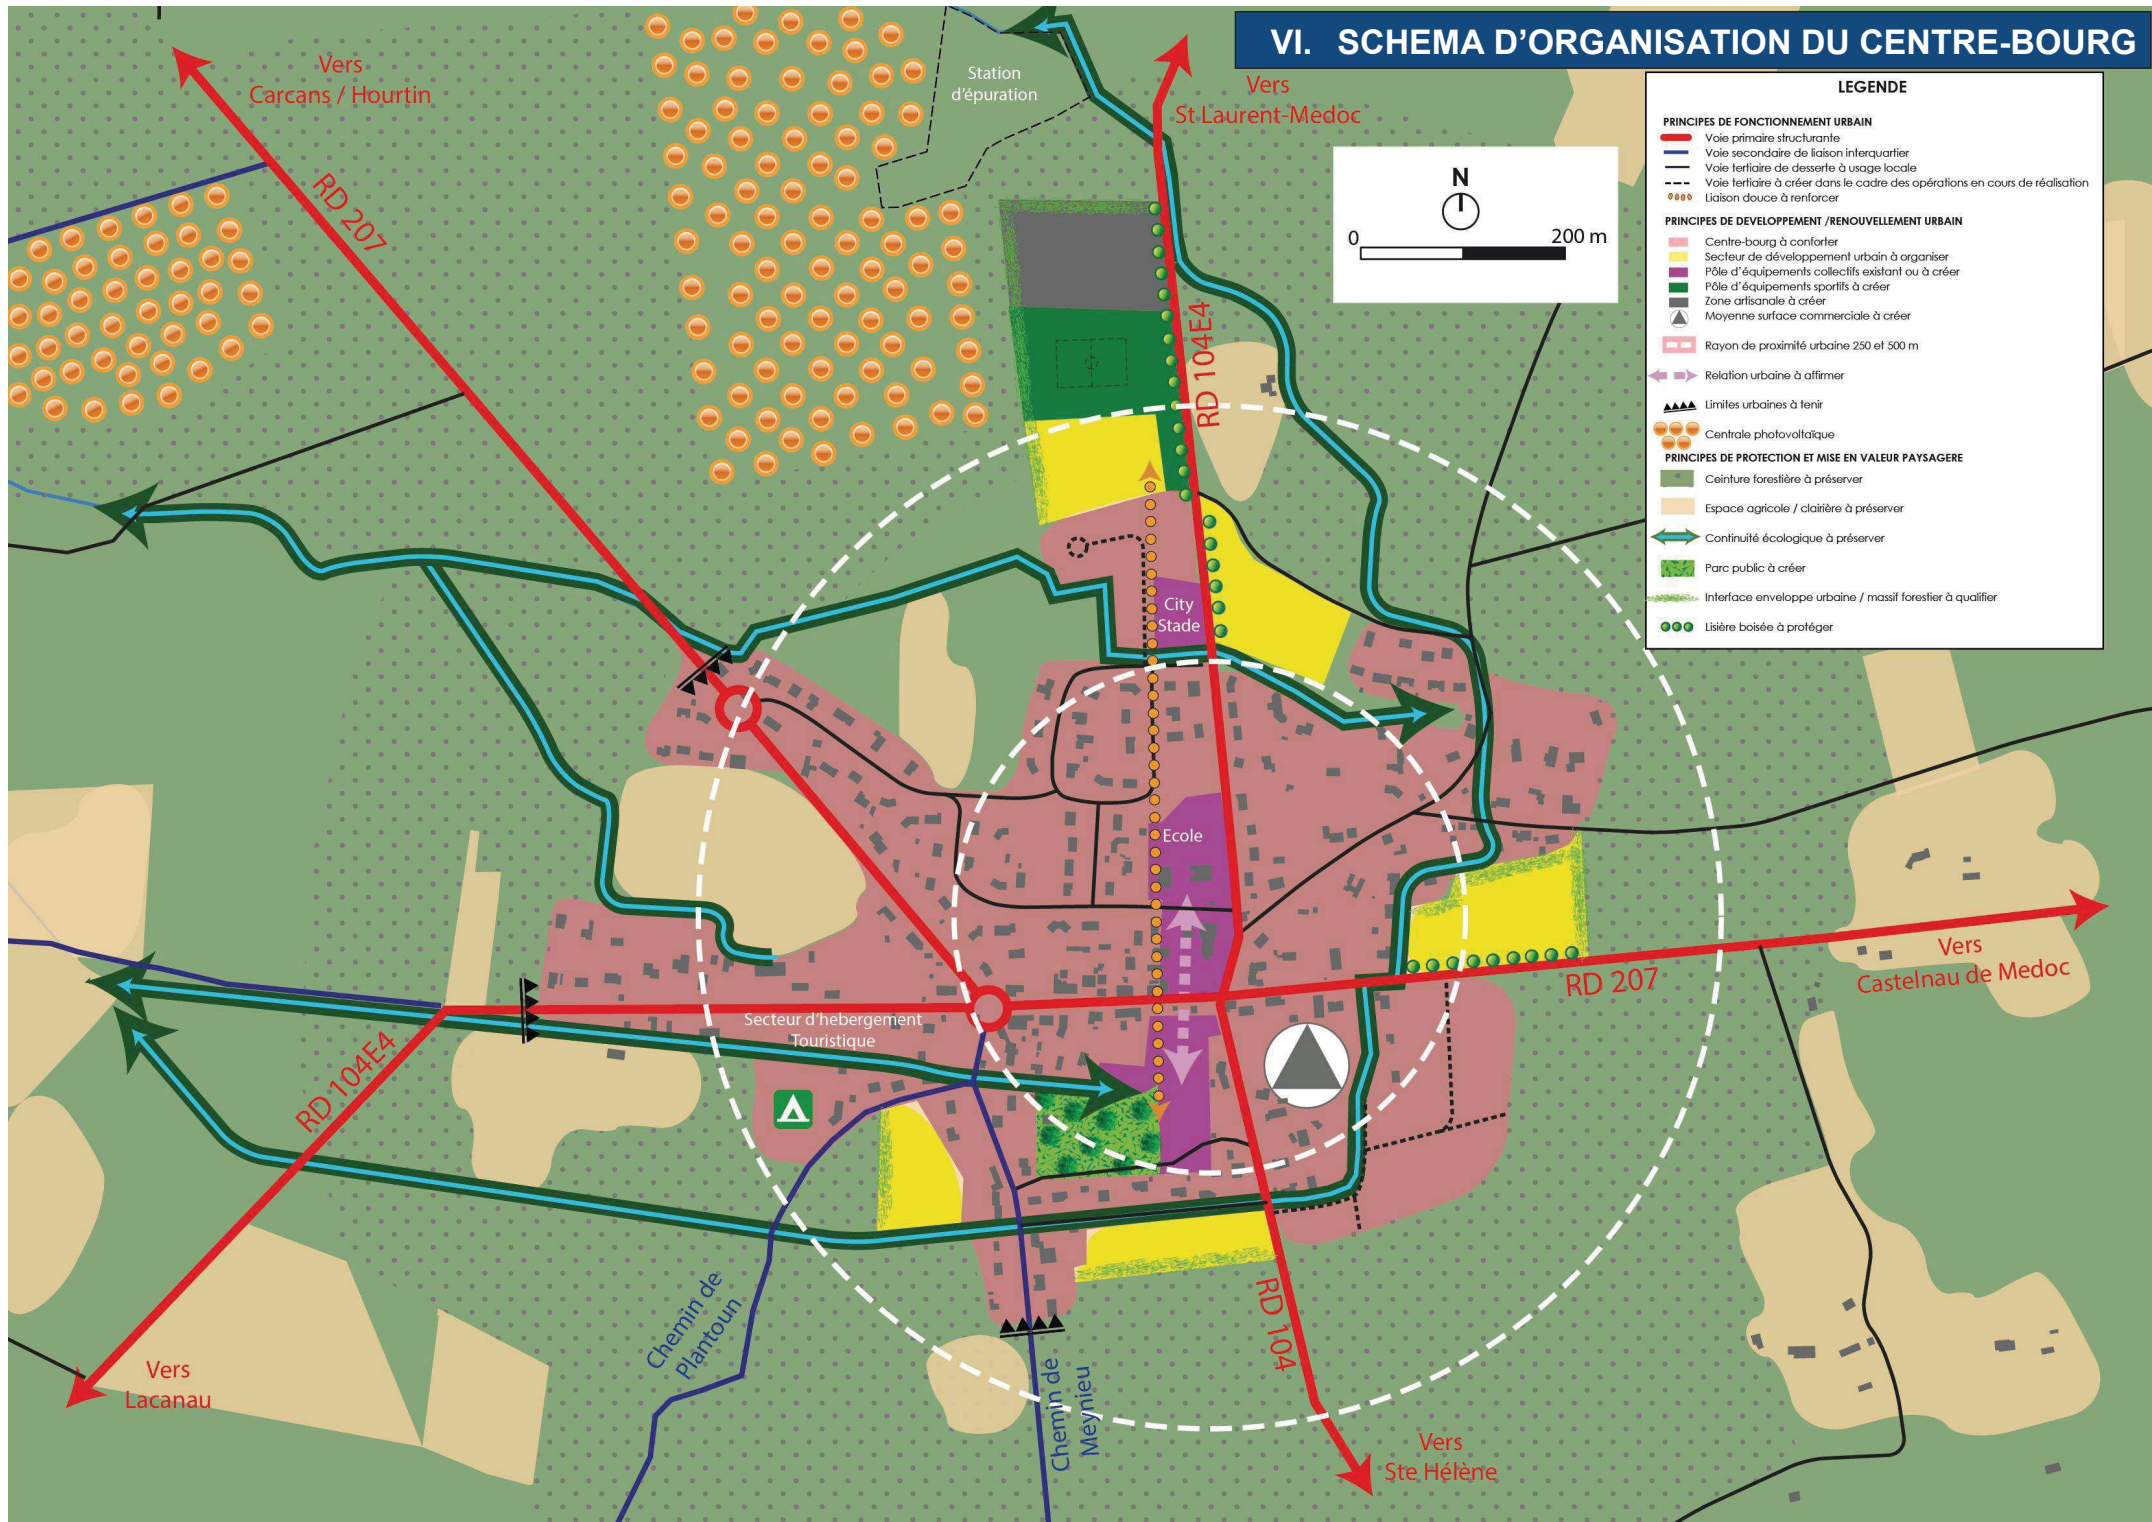 VI. SCHEMA D'ORGANISATION DU CENTRE-BOURG
LEGENDE
PRINCIPES DE FONCTIONNEMENT URBAIN
Voie primaire structurante
Voie secondaire de liaison interquartier
Voie tertiaire de desserte à usage locale
Voie tertiaire à créer dans le cadre des opérations en cours de réalisation
Liaison douce à renforcer
PRINCIPES DE DEVELOPPEMENT /RENOUVELLEMENT URBAIN
Centre-bourg à conforter
Secteur de développement urbain à organiser
Pôle d'équipements collectifs existant ou à créer
Pôle d'équipements sportifs à créer
Zone artisanale à créer
Moyenne surface commerciale à créer
Rayon de proximité urbaine 250 et 500 m
Relation urbaine à affirmer
Limites urbaines à tenir
Centrale photovoltaïque
PRINCIPES DE PROTECTION ET MISE EN VALEUR PAYSAGERE
Ceinture forestière à préserver
Espace agricole / clairière à préserver
Continuité écologique à préserver
Parc public à créer
Interface enveloppe urbaine / massif forestier à qualifier
Lisière boisée à protéger
N
0
200 m
Vers
Carcans / Hourtin
Station
d'épuration
Vers
St Laurent-Medoc
RD 207
RD 104E4
City
Stade
Ecole
Vers
Castelnau de Medoc
RD 207
Secteur d'hebergement
Touristique
RD 104E4
Chemin de
Plantoun
Vers
Lacanau
RD 104
Chemin de
Meynieu
Vers
Ste Hélène